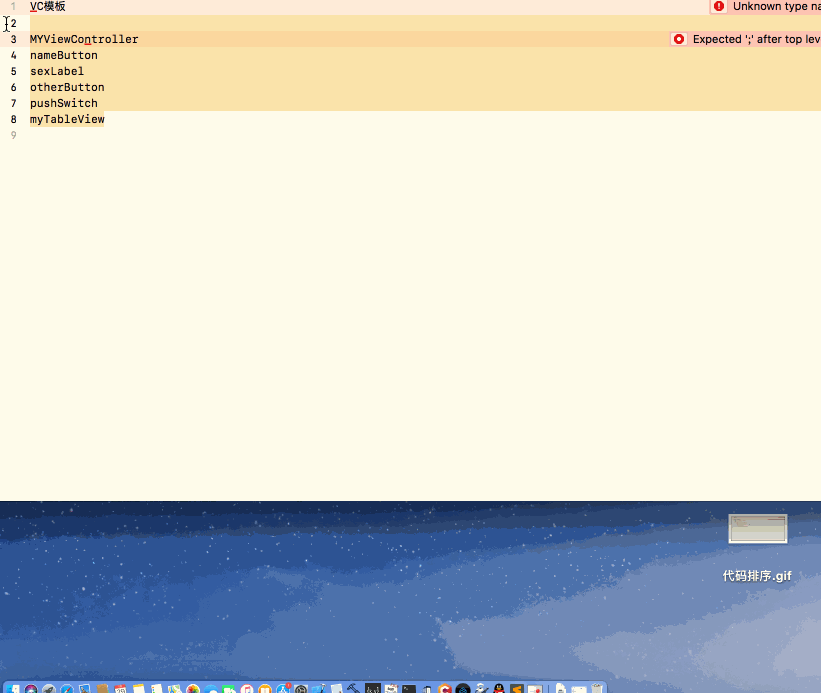 1 VC模板 Unknown type na
2
3 MYViewController Expected ';' after top lev
4 nameButton
5 sexLabel
6 otherButton
7 pushSwitch
8 myTableView
9
代码排序.gif